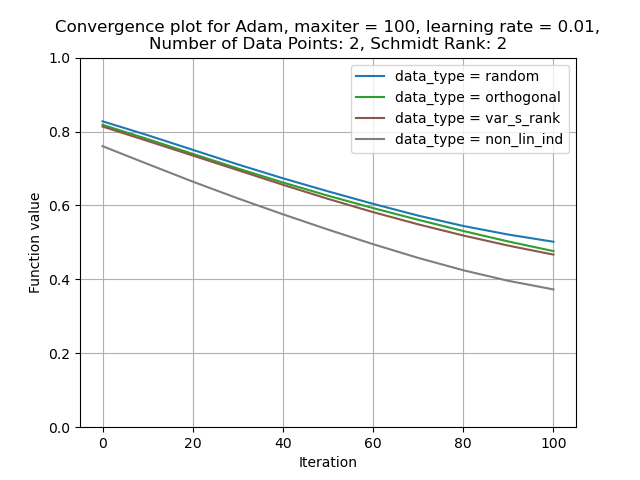 Convergence plot for Adam, maxiter = 100, learning rate = 0.01,
Number of Data Points: 2, Schmidt Rank: 2
1.0
0.8
0.6
0.4
0.2
0.0
Function value
data_type = random
data_type = orthogonal
data_type = var_s_rank
data_type = non_lin_ind
0 20 40 60 80 100
Iteration